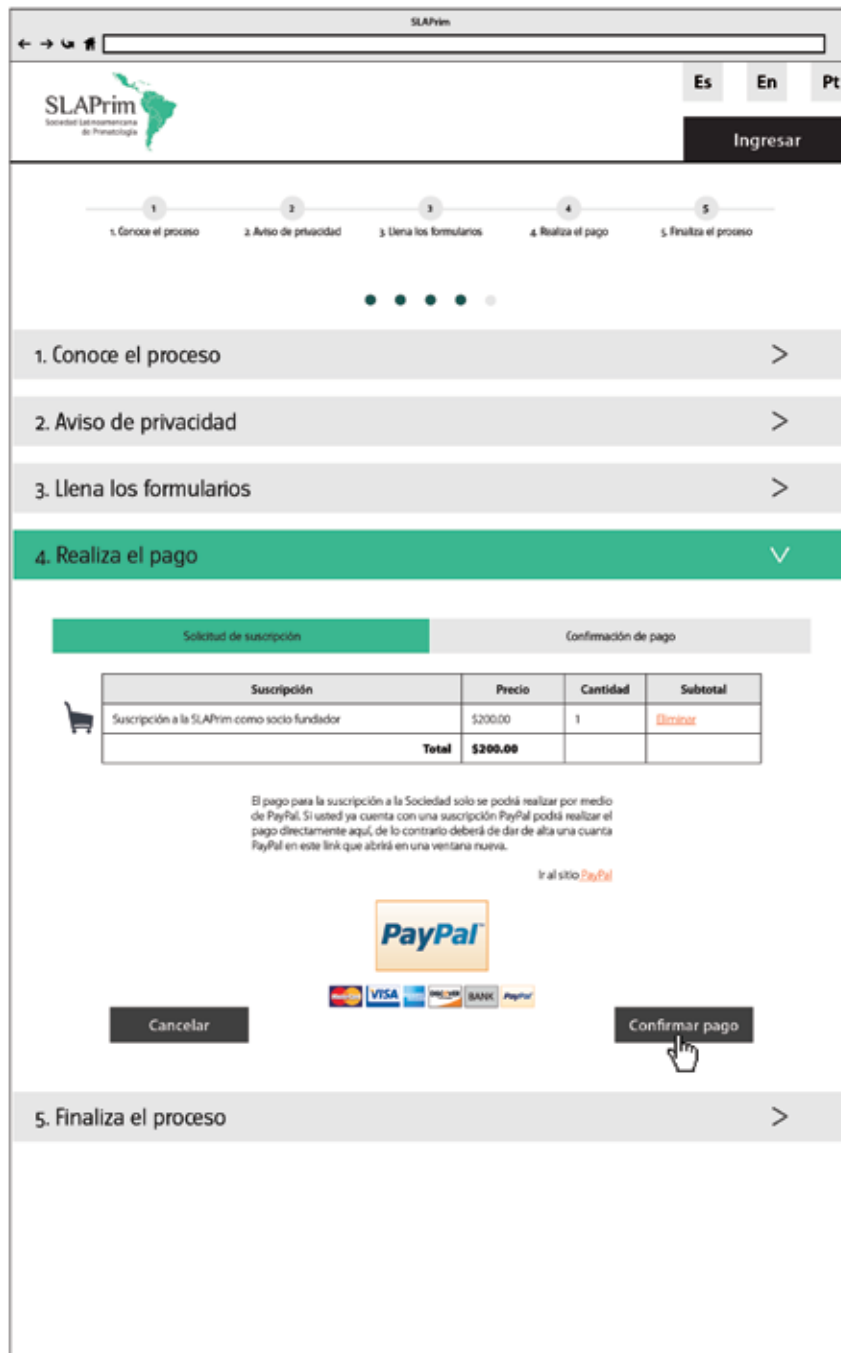 SLAPrim
SLAPrim
Sociedad Latinoamericana
de Primatología
Es
En
Pt
Ingresar
1
2
3
4
5
1. Conoce el proceso
2. Aviso de privacidad
3. Llena los formularios
4. Realiza el pago
5. Finaliza el proceso
1. Conoce el proceso
2. Aviso de privacidad
3. Llena los formularios
4. Realiza el pago
Solicitud de suscripción
Confirmación de pago
Suscripción Precio Cantidad Subtotal
Suscripción a la SLAPrim como socio fundador $200.00 1 Eliminar
Total $200.00
El pago para la suscripción a la Sociedad solo se podrá realizar por medio
de PayPal. Si usted ya cuenta con una suscripción PayPal podrá realizar el
pago directamente aquí, de lo contrario deberá de dar de alta una cuanta
PayPal en este link que abrirá en una ventana nueva.
Ir al sitio PayPal
PayPal
MasterCard VISA DISCOVER BANK PayPal
Cancelar
Confirmar pago
5. Finaliza el proceso